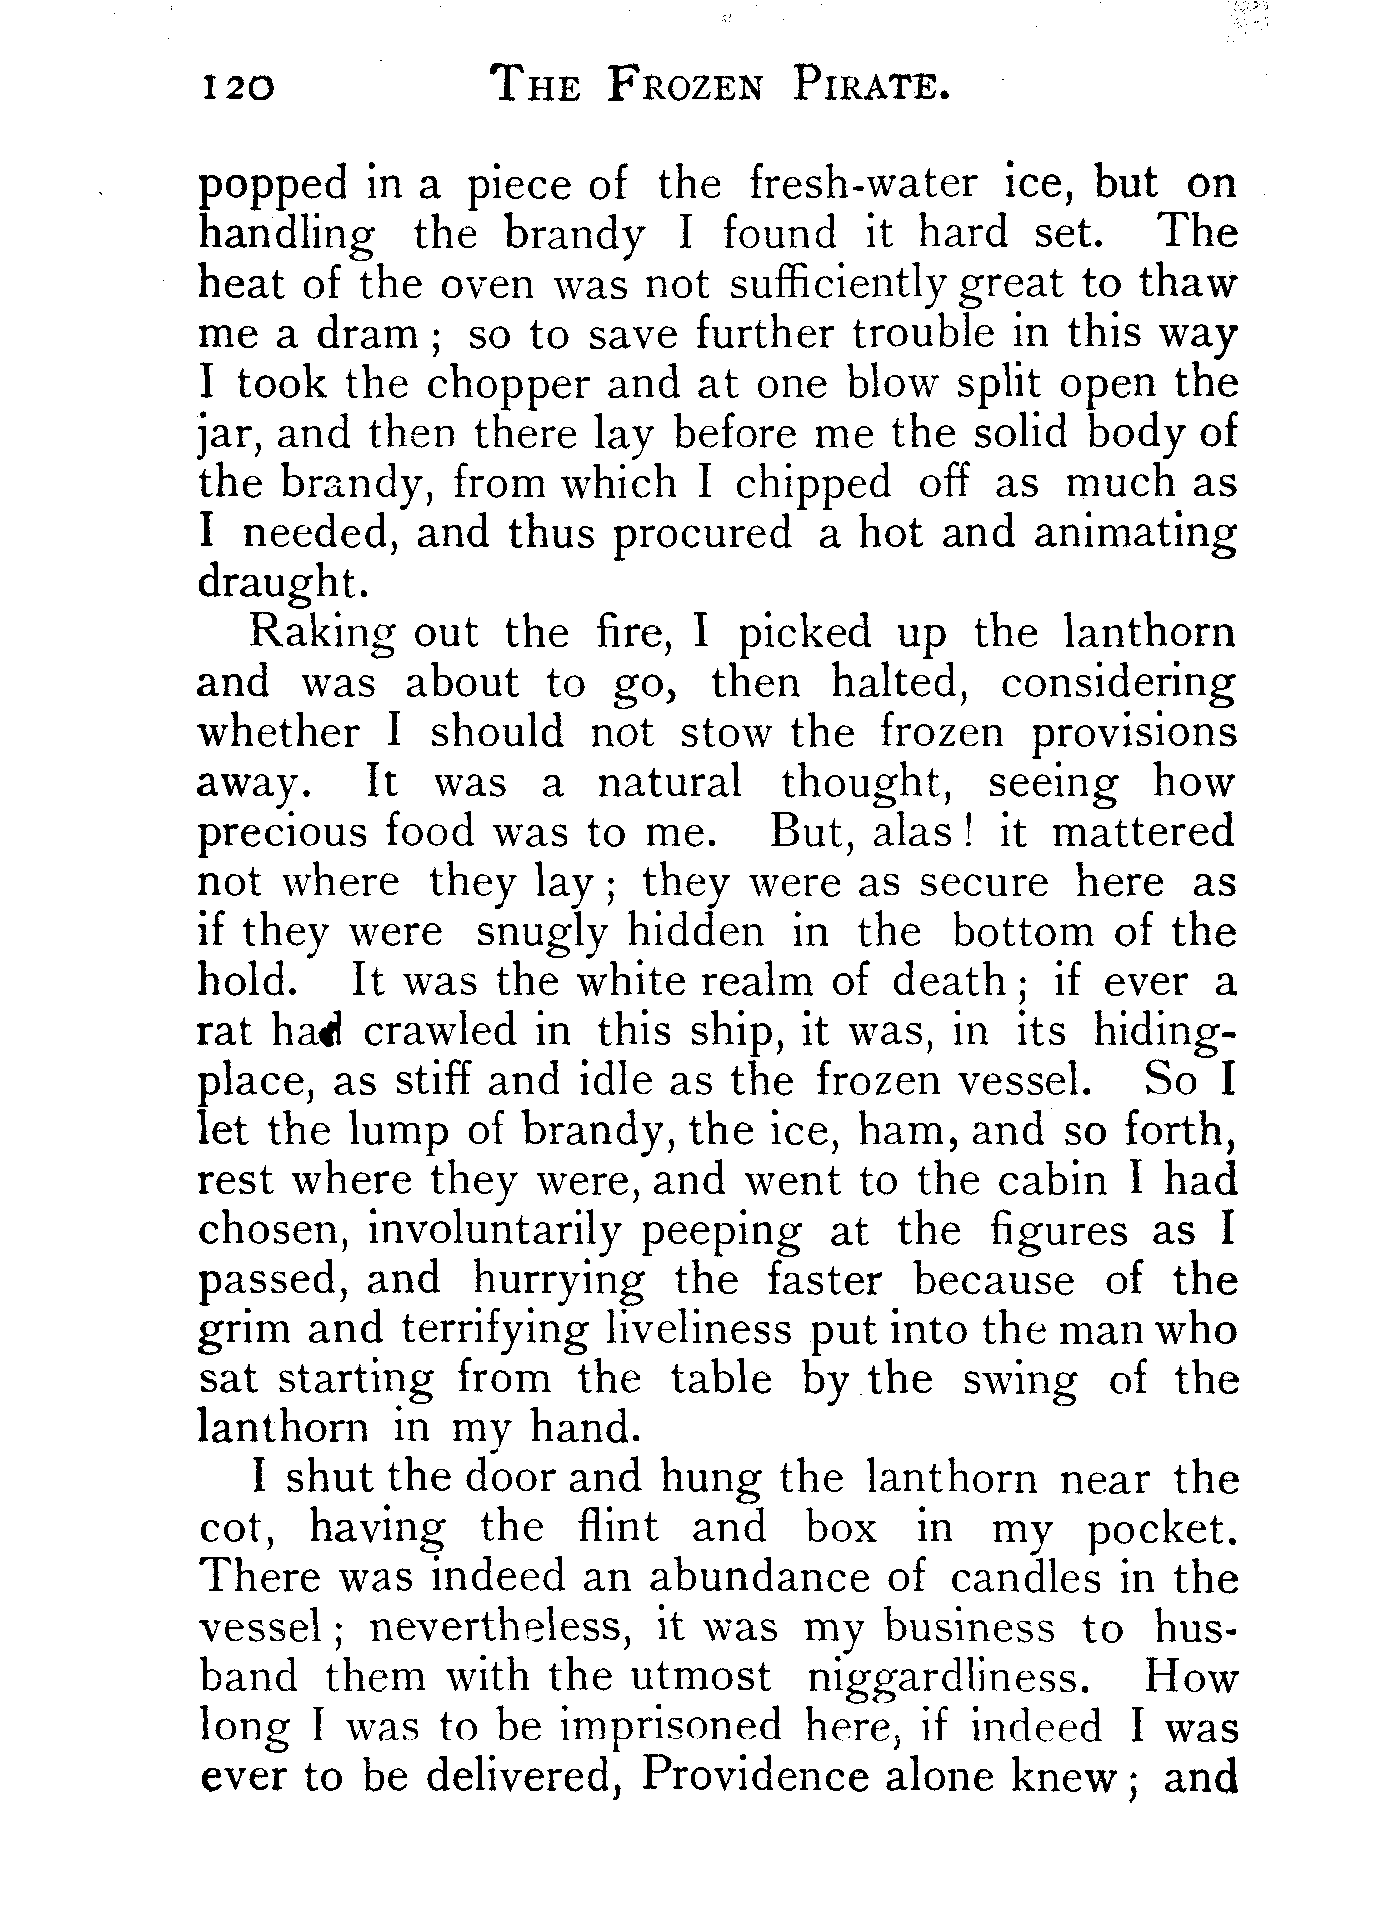 120 THE FROZEN PIRATE.
popped in a piece of the fresh-water ice, but on
handling the brandy I found it hard set. The
heat of the oven was not sufficiently great to thaw
me a dram ; so to save further trouble in this way
I took the chopper and at one blow split open the
jar, and then there lay before me the solid body of
the brandy, from which I chipped off as much as
I needed, and thus procured a hot and animating
draught.
Raking out the fire, I picked up the lanthorn
and was about to go, then halted, considering
whether I should not stow the frozen provisions
away. It was a natural thought, seeing how
precious food was to me. But, alas ! it mattered
not where they lay ; they were as secure here as
if they were snugly hidden in the bottom of the
hold. It was the white realm of death ; if ever a
rat had crawled in this ship, it was, in its hiding-
place, as stiff and idle as the frozen vessel. So I
let the lump of brandy, the ice, ham, and so forth,
rest where they were, and went to the cabin I had
chosen, involuntarily peeping at the figures as I
passed, and hurrying the faster because of the
grim and terrifying liveliness put into the man who
sat starting from the table by the swing of the
lanthorn in my hand.
I shut the door and hung the lanthorn near the
cot, having the flint and box in my pocket.
There was indeed an abundance of candles in the
vessel ; nevertheless, it was my business to hus-
band them with the utmost niggardliness. How
long I was to be imprisoned here, if indeed I was
ever to be delivered, Providence alone knew ; and